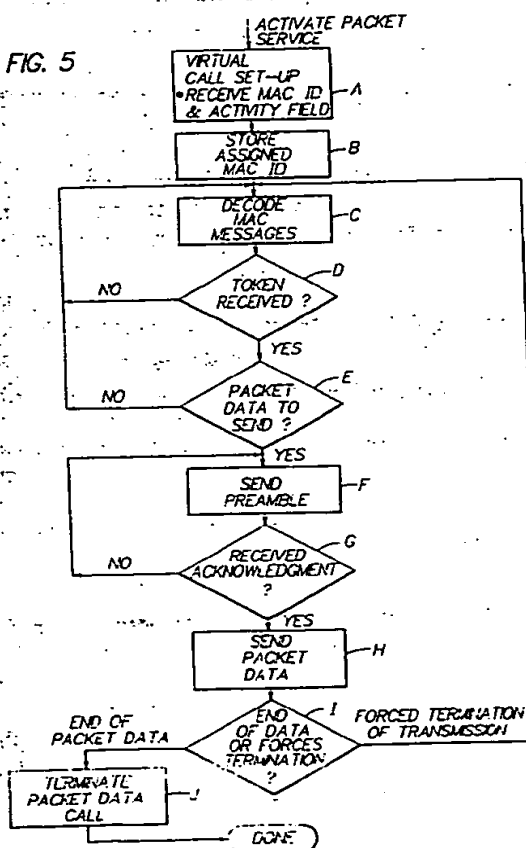 ACTIVATE PACKET
SERVICE
FIG. 5
VIRTUAL
CALL SET-UP
•RECEIVE MAC ID
& ACTIVITY FIELD
A
STORE
ASSIGNED
MAC ID
B
DECODE
MAC
MESSAGES
C
D
TOKEN
RECEIVED ?
NO
YES
E
PACKET
DATA TO
SEND ?
NO
YES
SEND
PREAMBLE
F
G
RECEIVED
ACKNOWLEDGMENT
?
NO
YES
SEND
PACKET
DATA
H
I
END
OF DATA
OR FORCES
TERMINATION
?
END OF
PACKET DATA
FORCED TERMINATION
OF TRANSMISSION
TERMINATE
PACKET DATA
CALL
J
DONE